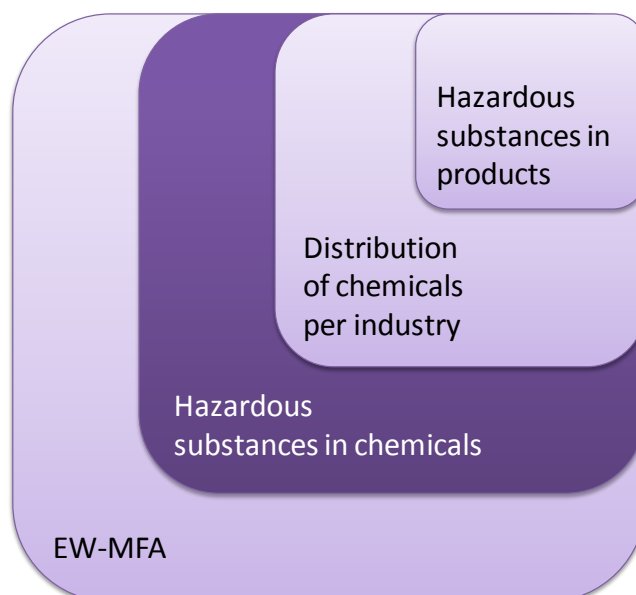 Hazardous
substances in
products
Distribution
of chemicals
per industry
Hazardous
substances in chemicals
EW-MFA